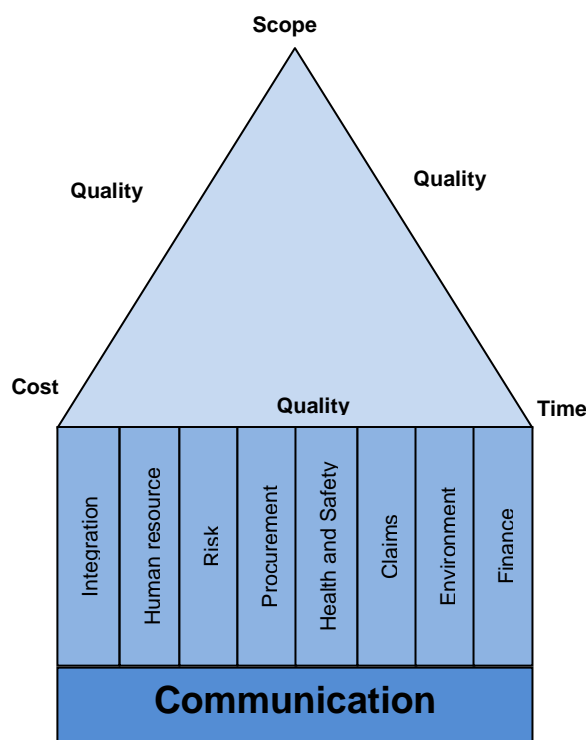 Scope
Quality
Quality
Cost
Quality
Time
Integration
Human resource
Risk
Procurement
Health and Safety
Claims
Environment
Finance
Communication